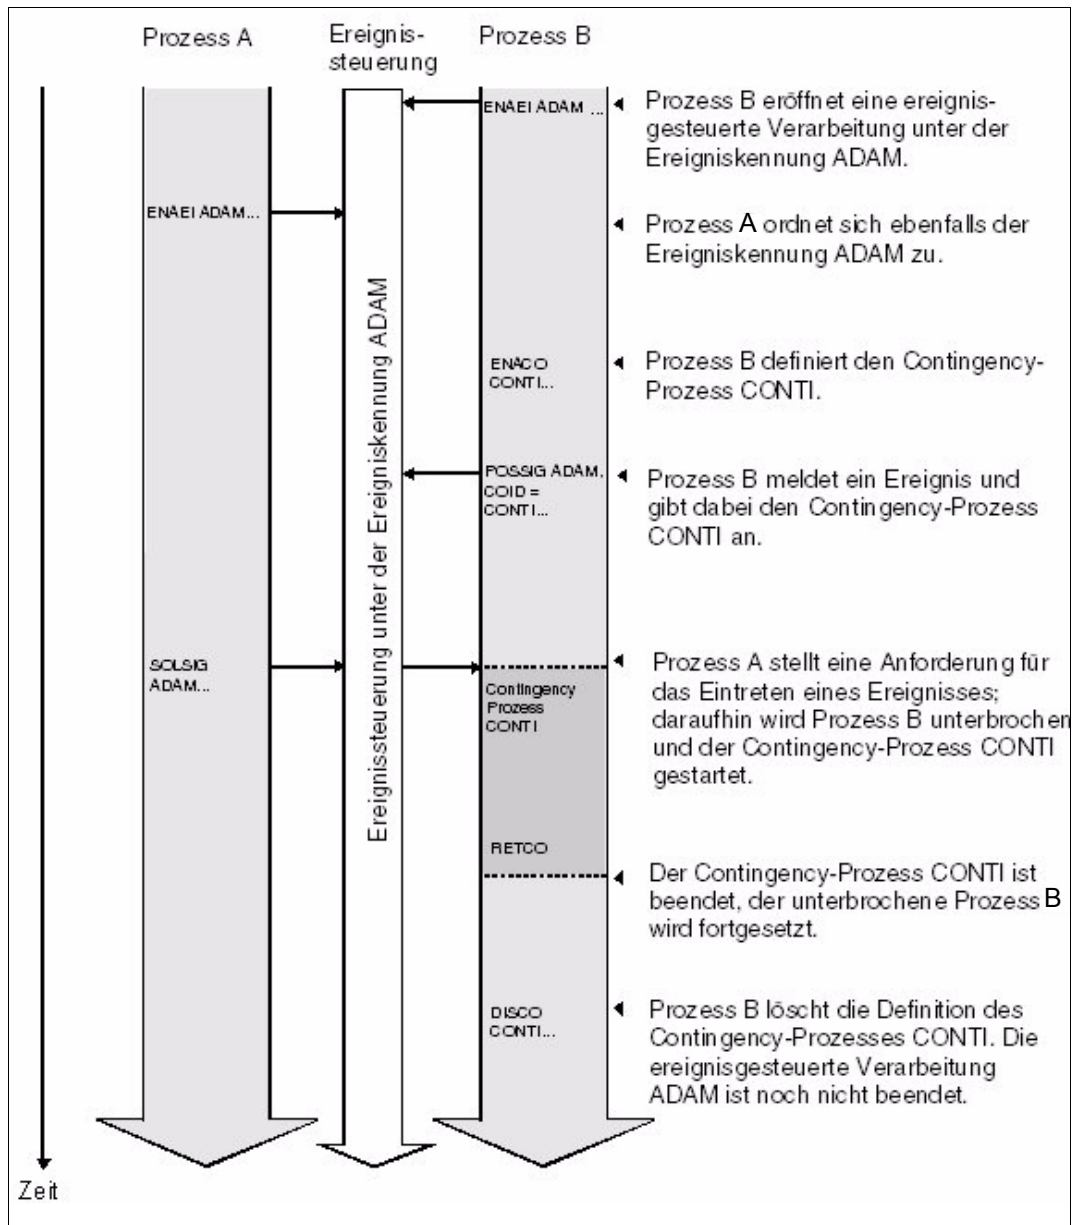 Prozess A
Ereignis-
steuerung
Prozess B
ENAEI ADAM ...
Prozess B eröffnet eine ereignis-
gesteuerte Verarbeitung unter der
Ereigniskennung ADAM.
ENAEI ADAM...
Prozess A ordnet sich ebenfalls der
Ereigniskennung ADAM zu.
Ereignissteuerung unter der Ereigniskennung ADAM
ENACO
CONTI...
Prozess B definiert den Contingency-
Prozess CONTI.
POSSIG ADAM,
COID =
CONTI...
Prozess B meldet ein Ereignis und
gibt dabei den Contingency-Prozess
CONTI an.
SOLSIG
ADAM...
Contingency
Prozess
CONTI
Prozess A stellt eine Anforderung für
das Eintreten eines Ereignisses;
daraufhin wird Prozess B unterbrochen
und der Contingency-Prozess CONTI
gestartet.
RETCO
Der Contingency-Prozess CONTI ist
beendet, der unterbrochene Prozess B
wird fortgesetzt.
DISCO
CONTI...
Prozess B löscht die Definition des
Contingency-Prozesses CONTI. Die
ereignisgesteuerte Verarbeitung
ADAM ist noch nicht beendet.
Zeit